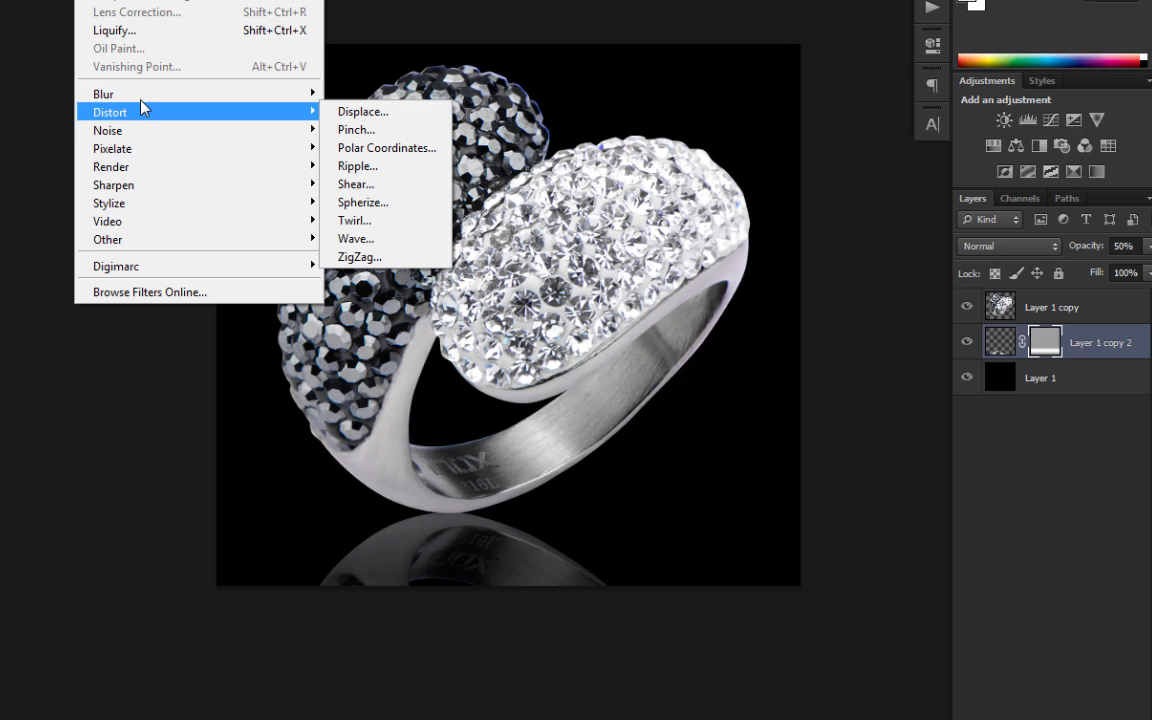 Lens Correction... Shift+Ctrl+R
Liquify... Shift+Ctrl+X
Oil Paint...
Vanishing Point... Alt+Ctrl+V
Blur
Distort
Noise
Pixelate
Render
Sharpen
Stylize
Video
Other
Digimarc
Browse Filters Online...
Displace...
Pinch...
Polar Coordinates...
Ripple...
Shear...
Spherize...
Twirl...
Wave...
ZigZag...
316L
A
Adjustments Styles
Add an adjustment
Layers Channels Paths
Kind T
Normal Opacity: 50%
Lock: Fill: 100%
Layer 1 copy
Layer 1 copy 2
Layer 1